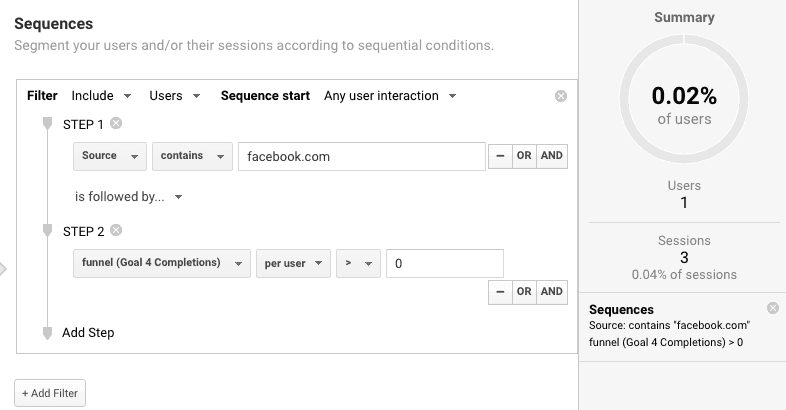 Sequences
Segment your users and/or their sessions according to sequential conditions.
Filter Include Users Sequence start Any user interaction
STEP 1
Source contains facebook.com − OR AND
is followed by...
STEP 2
funnel (Goal 4 Completions) per user > 0
− OR AND
Add Step
+ Add Filter
Summary
0.02%
of users
Users
1
Sessions
3
0.04% of sessions
Sequences
Source: contains "facebook.com"
funnel (Goal 4 Completions) > 0